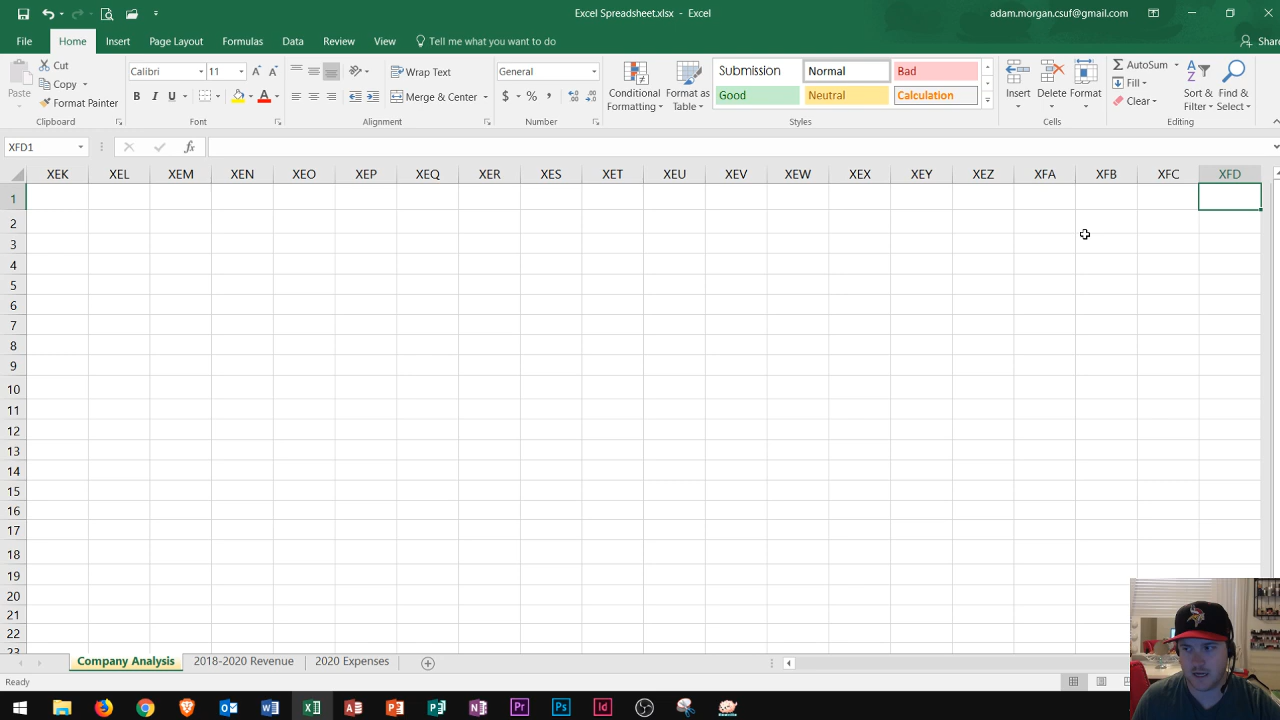 Excel Spreadsheet.xlsx - Excel
adam.morgan.csuf@gmail.com
File Home Insert Page Layout Formulas Data Review View Tell me what you want to do Share
Paste
Cut
Copy
Format Painter
Clipboard
Calibri 11
B I U
Font
Wrap Text
Merge & Center
Alignment
General
$ % ,
Number
Conditional Formatting
Format as Table
Submission Normal Bad
Good Neutral Calculation
Styles
Insert Delete Format
Cells
AutoSum
Fill
Clear
Sort & Filter
Find & Select
Editing
XFD1 fx
XEK XEL XEM XEN XEO XEP XEQ XER XES XET XEU XEV XEW XEX XEY XEZ XFA XFB XFC XFD
1
2
3
4
5
6
7
8
9
10
11
12
13
14
15
16
17
18
19
20
21
22
23
Company Analysis 2018-2020 Revenue 2020 Expenses
Ready
Pr Ps Id